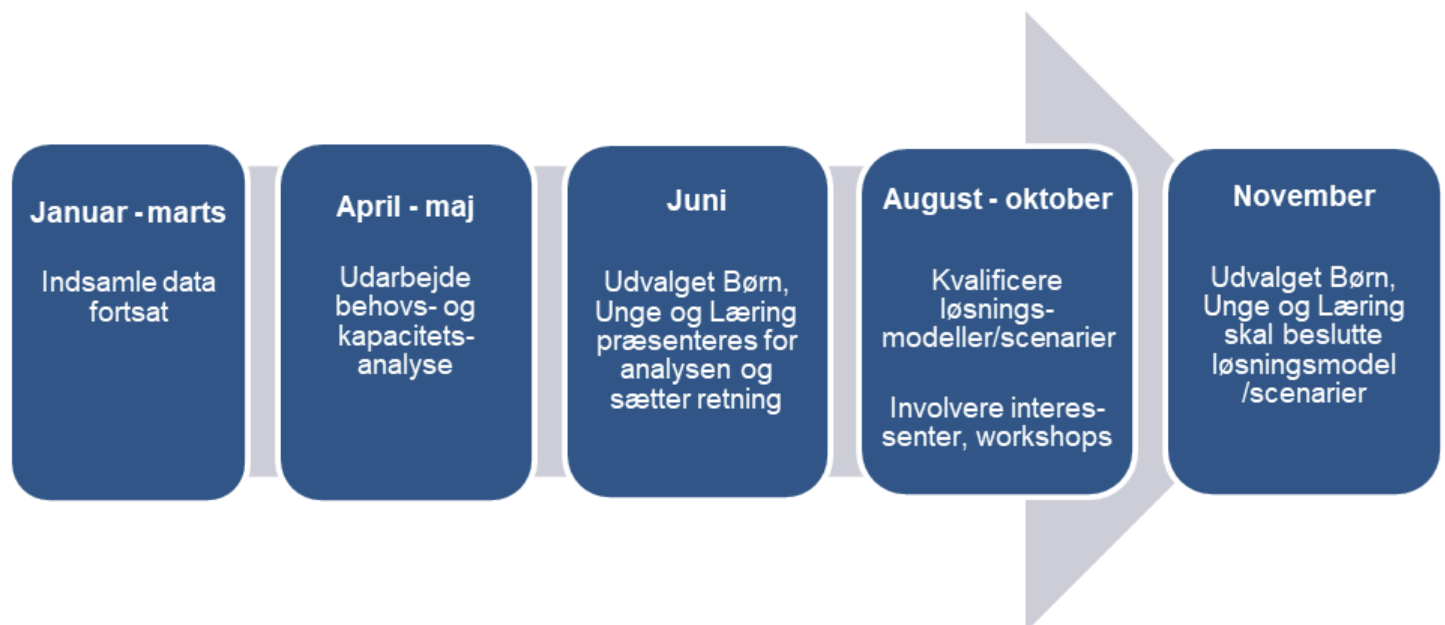 Januar - marts
Indsamle data
fortsat
April - maj
Udarbejde
behovs- og
kapacitets-
analyse
Juni
Udvalget Børn,
Unge og Læring
præsenteres for
analysen og
sætter retning
August - oktober
Kvalificere
løsnings-
modeller/scenarier
Involvere interes-
senter, workshops
November
Udvalget Børn,
Unge og Læring
skal beslutte
løsningsmodel
/scenarier